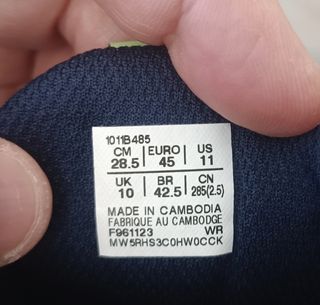 1011B485
CM EURO US
28.5 45 11
UK BR CN
10 42.5 285(2.5)
MADE IN CAMBODIA
FABRIQUE AU CAMBODGE
F961123 WR
MW5RHS3C0HW0CCK